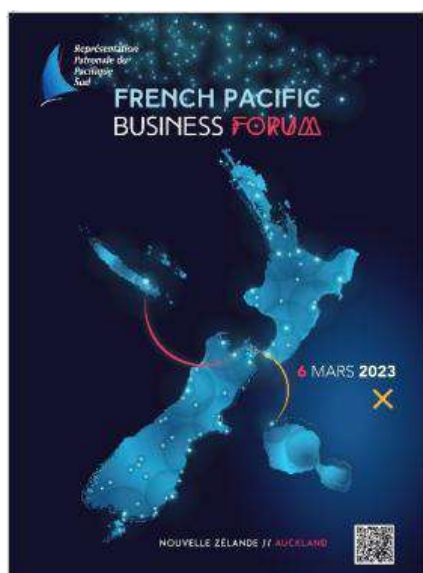 Représentation
Patronale du
Pacifique
Sud
FRENCH PACIFIC
BUSINESS FORUM
6 MARS 2023
NOUVELLE ZÉLANDE // AUCKLAND